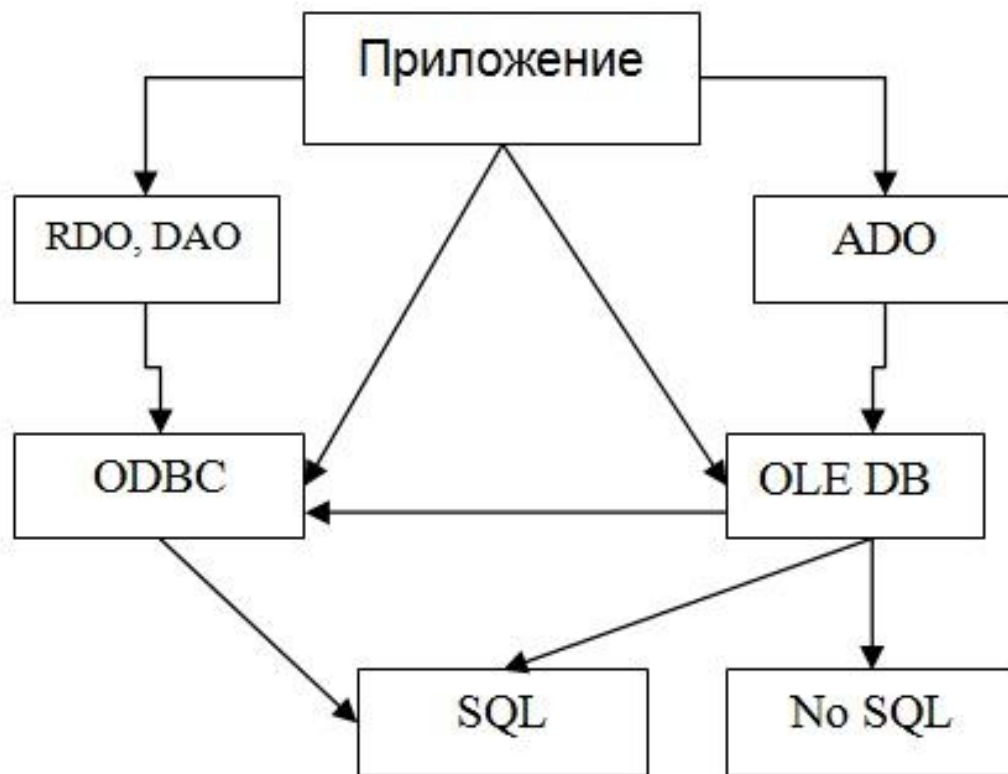 Приложение
RDO, DAO
ADO
ODBC
OLE DB
SQL
No SQL